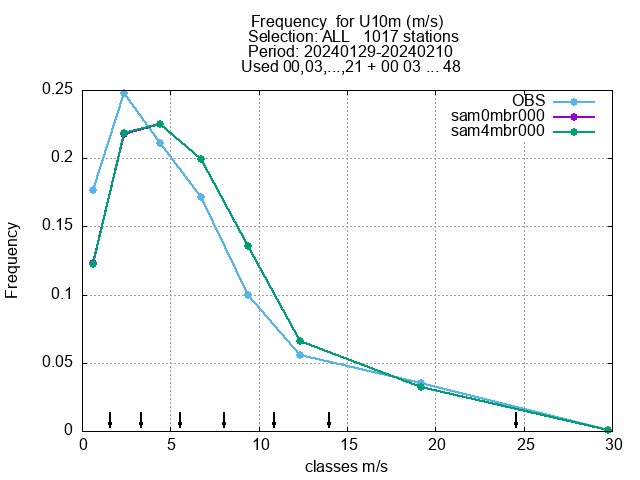 Frequency  for U10m (m/s)
Selection: ALL   1017 stations
Period: 20240129-20240210
Used 00,03,...,21 + 00 03 ... 48
OBS
sam0mbr000
sam4mbr000
0.25
0.2
0.15
0.1
0.05
0
Frequency
0 5 10 15 20 25 30
classes m/s